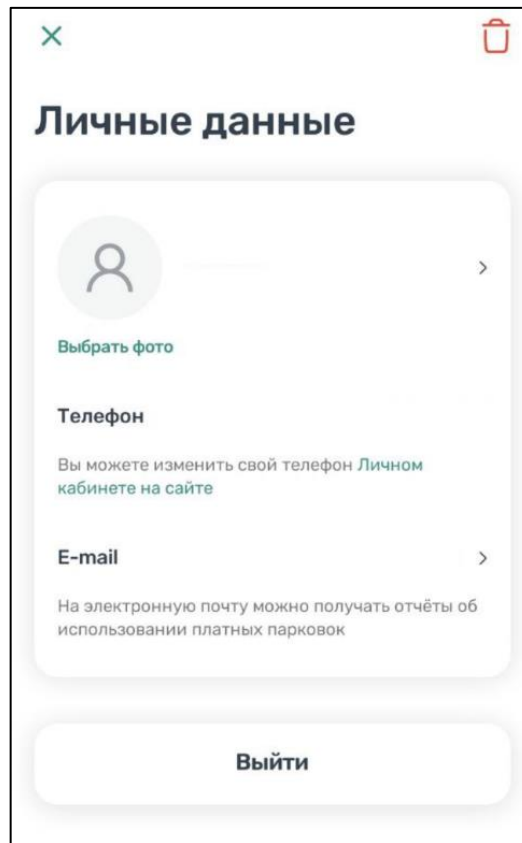 Личные данные
Выбрать фото
Телефон
Вы можете изменить свой телефон Личном
кабинете на сайте
E-mail
На электронную почту можно получать отчёты об
использовании платных парковок
Выйти